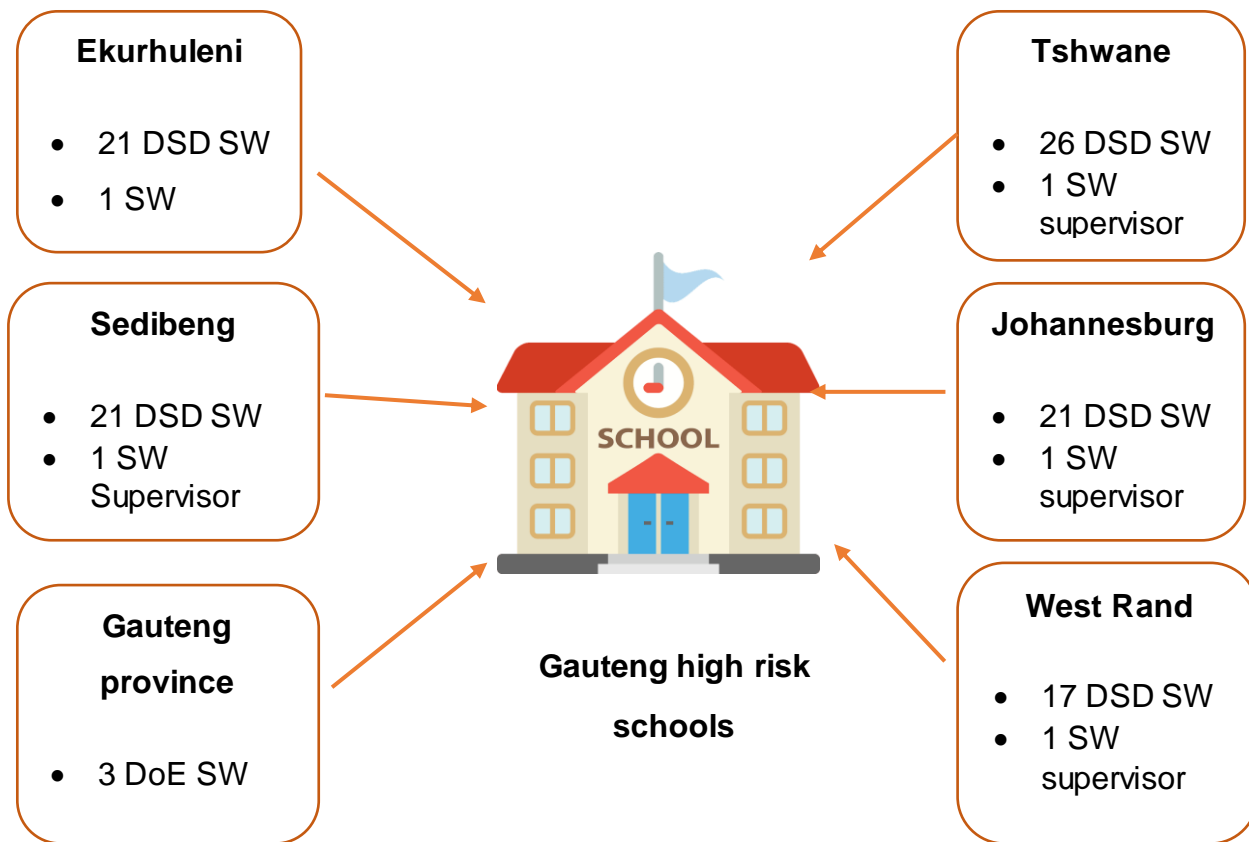 Ekurhuleni
• 21 DSD SW
• 1 SW
Sedibeng
• 21 DSD SW
• 1 SW
Supervisor
Gauteng
province
• 3 DoE SW
SCHOOL
Gauteng high risk
schools
Tshwane
• 26 DSD SW
• 1 SW
supervisor
Johannesburg
• 21 DSD SW
• 1 SW
supervisor
West Rand
• 17 DSD SW
• 1 SW
supervisor